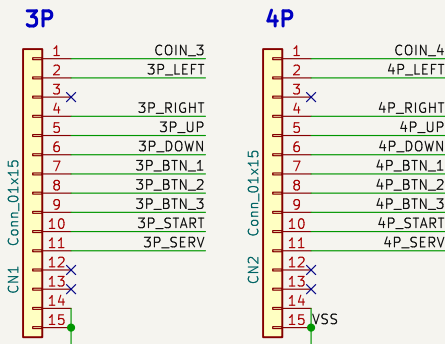 3P
1 COIN_3
2 3P_LEFT
3
4 3P_RIGHT
5 3P_UP
6 3P_DOWN
7 3P_BTN_1
8 3P_BTN_2
9 3P_BTN_3
10 3P_START
11 3P_SERV
12
13
14
15
CN1 Conn_01x15
4P
1 COIN_4
2 4P_LEFT
3
4 4P_RIGHT
5 4P_UP
6 4P_DOWN
7 4P_BTN_1
8 4P_BTN_2
9 4P_BTN_3
10 4P_START
11 4P_SERV
12
13
14
15 VSS
CN2 Conn_01x15